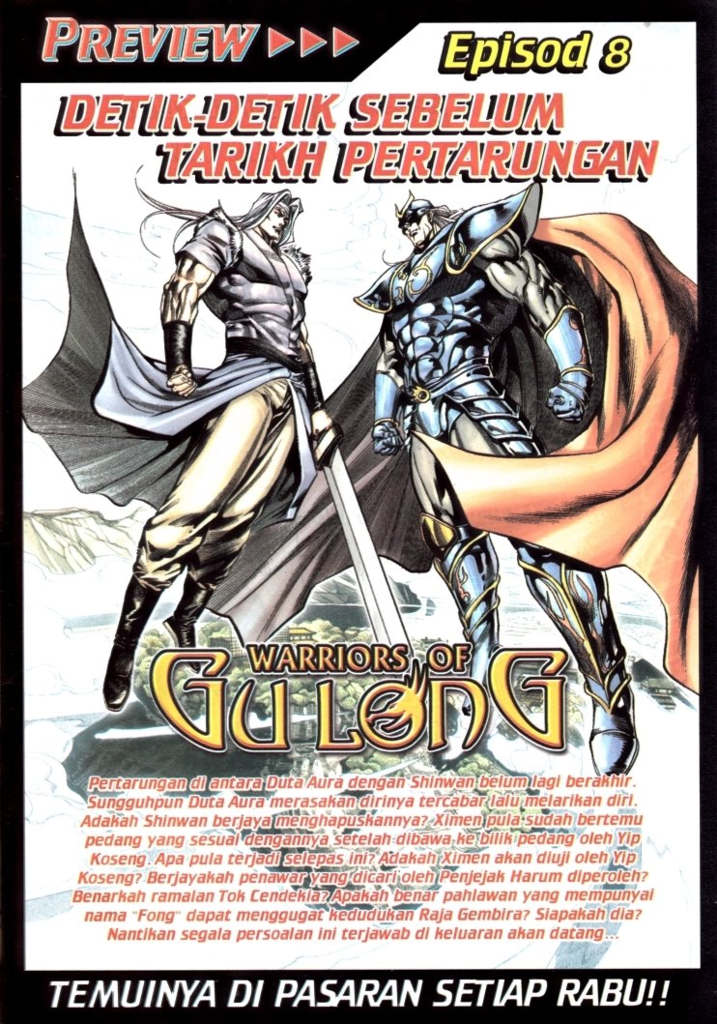 PREVIEW
Episod 8
DETIK-DETIK SEBELUM
TARIKH PERTARUNGAN
WARRIORS OF
GU LONG
Pertarungan di antara Duta Aura dengan Shinwan belum lagi berakhir.
Sungguhpun Duta Aura merasakan dirinya tercabar lalu melarikan diri.
Adakah Shinwan berjaya menghapuskannya? Ximen pula sudah bertemu
pedang yang sesuai dengannya setelah dibawa ke bilik pedang oleh Yip
Koseng. Apa pula terjadi selepas ini? Adakah Ximen akan diuji oleh Yip
Koseng? Berjayakah penawar yang dicari oleh Penjejak Harum diperoleh?
Benarkah ramalan Tok Cendekia? Apakah benar pahlawan yang mempunyai
nama "Fong" dapat menggugat kedudukan Raja Gembira? Siapakah dia?
Nantikan segala persoalan ini terjawab di keluaran akan datang...
TEMUINYA DI PASARAN SETIAP RABU!!